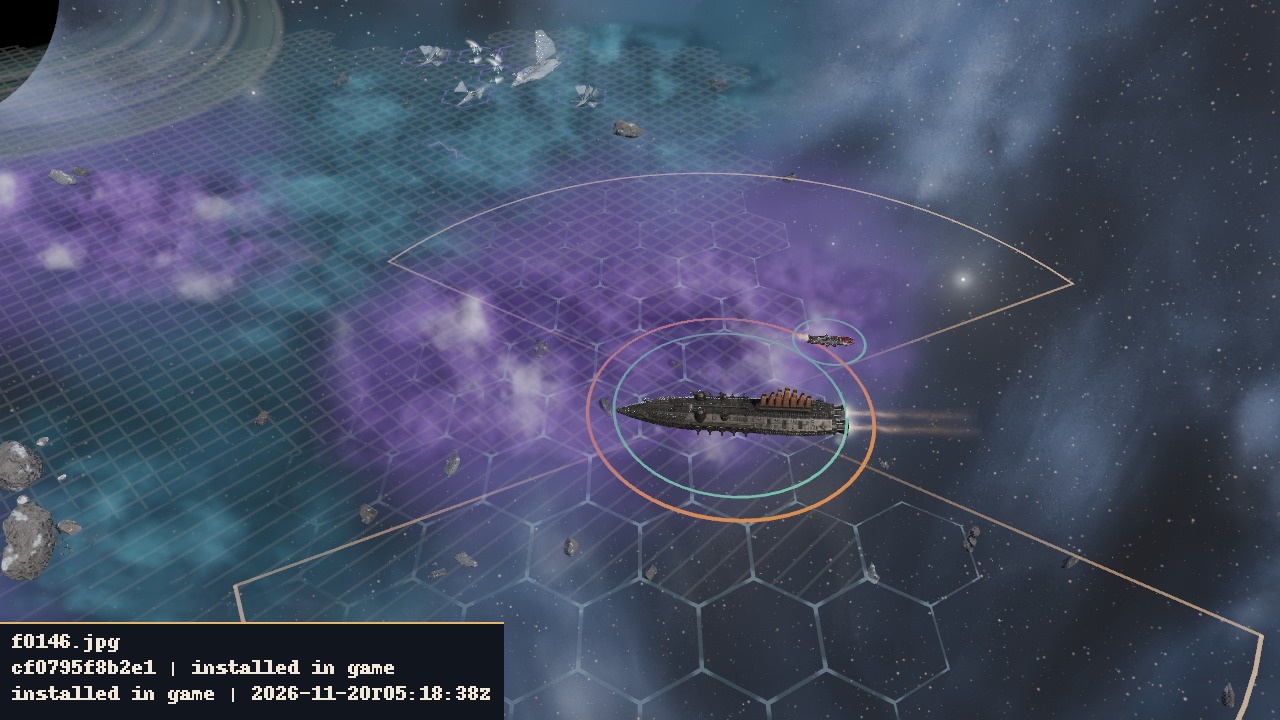 f0146.jpg
cf0795f8b2e1 | installed in game
installed in game | 2026-11-20T05:18:38Z